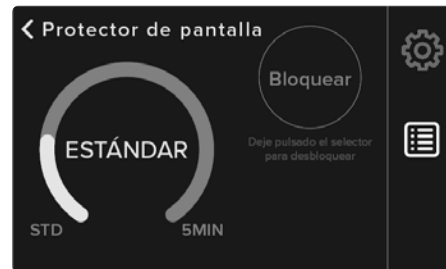 Protector de pantalla
Bloquear
ESTÁNDAR
Deje pulsado el selector
para desbloquear
STD
5MIN